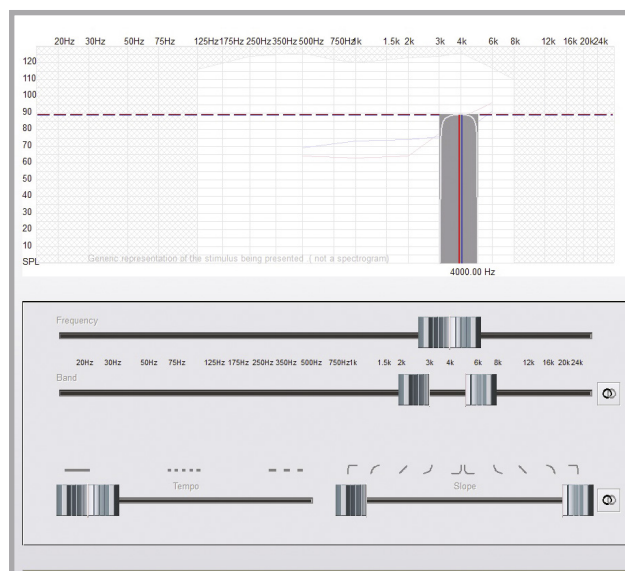 20Hz 30Hz 50Hz 75Hz 125Hz 175Hz 250Hz 350Hz 500Hz 750Hz 1k 1.5k 2k 3k 4k 6k 8k 12k 16k 20k 24k
120
110
100
90
80
70
60
50
40
30
20
10
SPL
Generic representation of the stimulus being presented ( not a spectrogram)
4000.00 Hz
Frequency
20Hz 30Hz 50Hz 75Hz 125Hz 175Hz 250Hz 350Hz 500Hz 750Hz 1k 1.5k 2k 3k 4k 6k 8k 12k 16k 20k 24k
Band
Tempo Slope